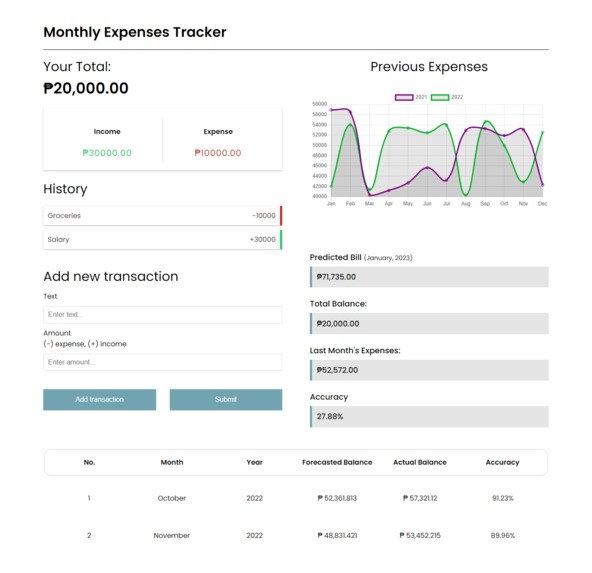 Monthly Expenses Tracker
Your Total:
₱20,000.00
Income
Expense
₱30000.00
₱10000.00
History
Groceries -10000
Salary +30000
Add new transaction
Text
Enter text...
Amount
(-) expense, (+) income
Enter amount...
Add transaction
Submit
Previous Expenses
2021 2022
58000
56000
54000
52000
50000
48000
46000
44000
42000
40000
Jan Feb Mar Apr May Jun Jul Aug Sep Oct Nov Dec
Predicted Bill (January, 2023)
₱71,735.00
Total Balance:
₱20,000.00
Last Month's Expenses:
₱52,572.00
Accuracy
27.88%
No. Month Year Forecasted Balance Actual Balance Accuracy
1 October 2022 ₱ 52,361.813 ₱ 57,321.12 91.23%
2 November 2022 ₱ 48,831.421 ₱ 53,452.215 89.96%